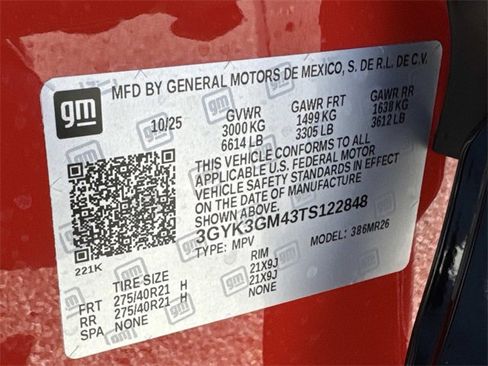 MFD BY GENERAL MOTORS DE MEXICO, S. DE R.L. DE C.V.
gm
10/25 GVWR GAWR FRT GAWR RR
3000 KG 1499 KG 1638 KG
6614 LB 3305 LB 3612 LB
THIS VEHICLE CONFORMS TO ALL
APPLICABLE U.S. FEDERAL MOTOR
VEHICLE SAFETY STANDARDS IN EFFECT
ON THE DATE OF MANUFACTURE SHOWN ABOVE.
3GYK3GM43TS122848
TYPE: MPV MODEL: 386MR26
221K
TIRE SIZE RIM
FRT 275/40R21 H 21X9J
RR 275/40R21 H 21X9J
SPA NONE NONE